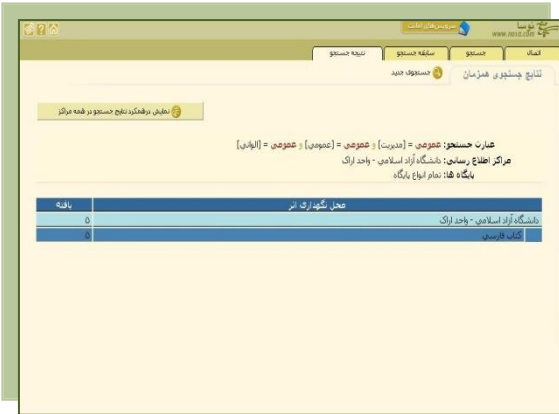 نوسا
www.nosa.com
سرویس‌های امانت
اتصال
جستجو
سابقه جستجو
نتیجه جستجو
نتایج جستجوی همزمان
جستجوی جدید
نمایش درهمکرد نتایج جستجو در همه مراکز
عبارت جستجو: عمومی = [مدیریت] و عمومی = [عمومی] و عمومی = [الوانی]
مراکز اطلاع رسانی: دانشگاه آزاد اسلامی - واحد اراک
پایگاه ها: تمام انواع پایگاه
محل نگهداری اثر یافته
دانشگاه آزاد اسلامی - واحد اراک ۵
کتاب فارسی ۵